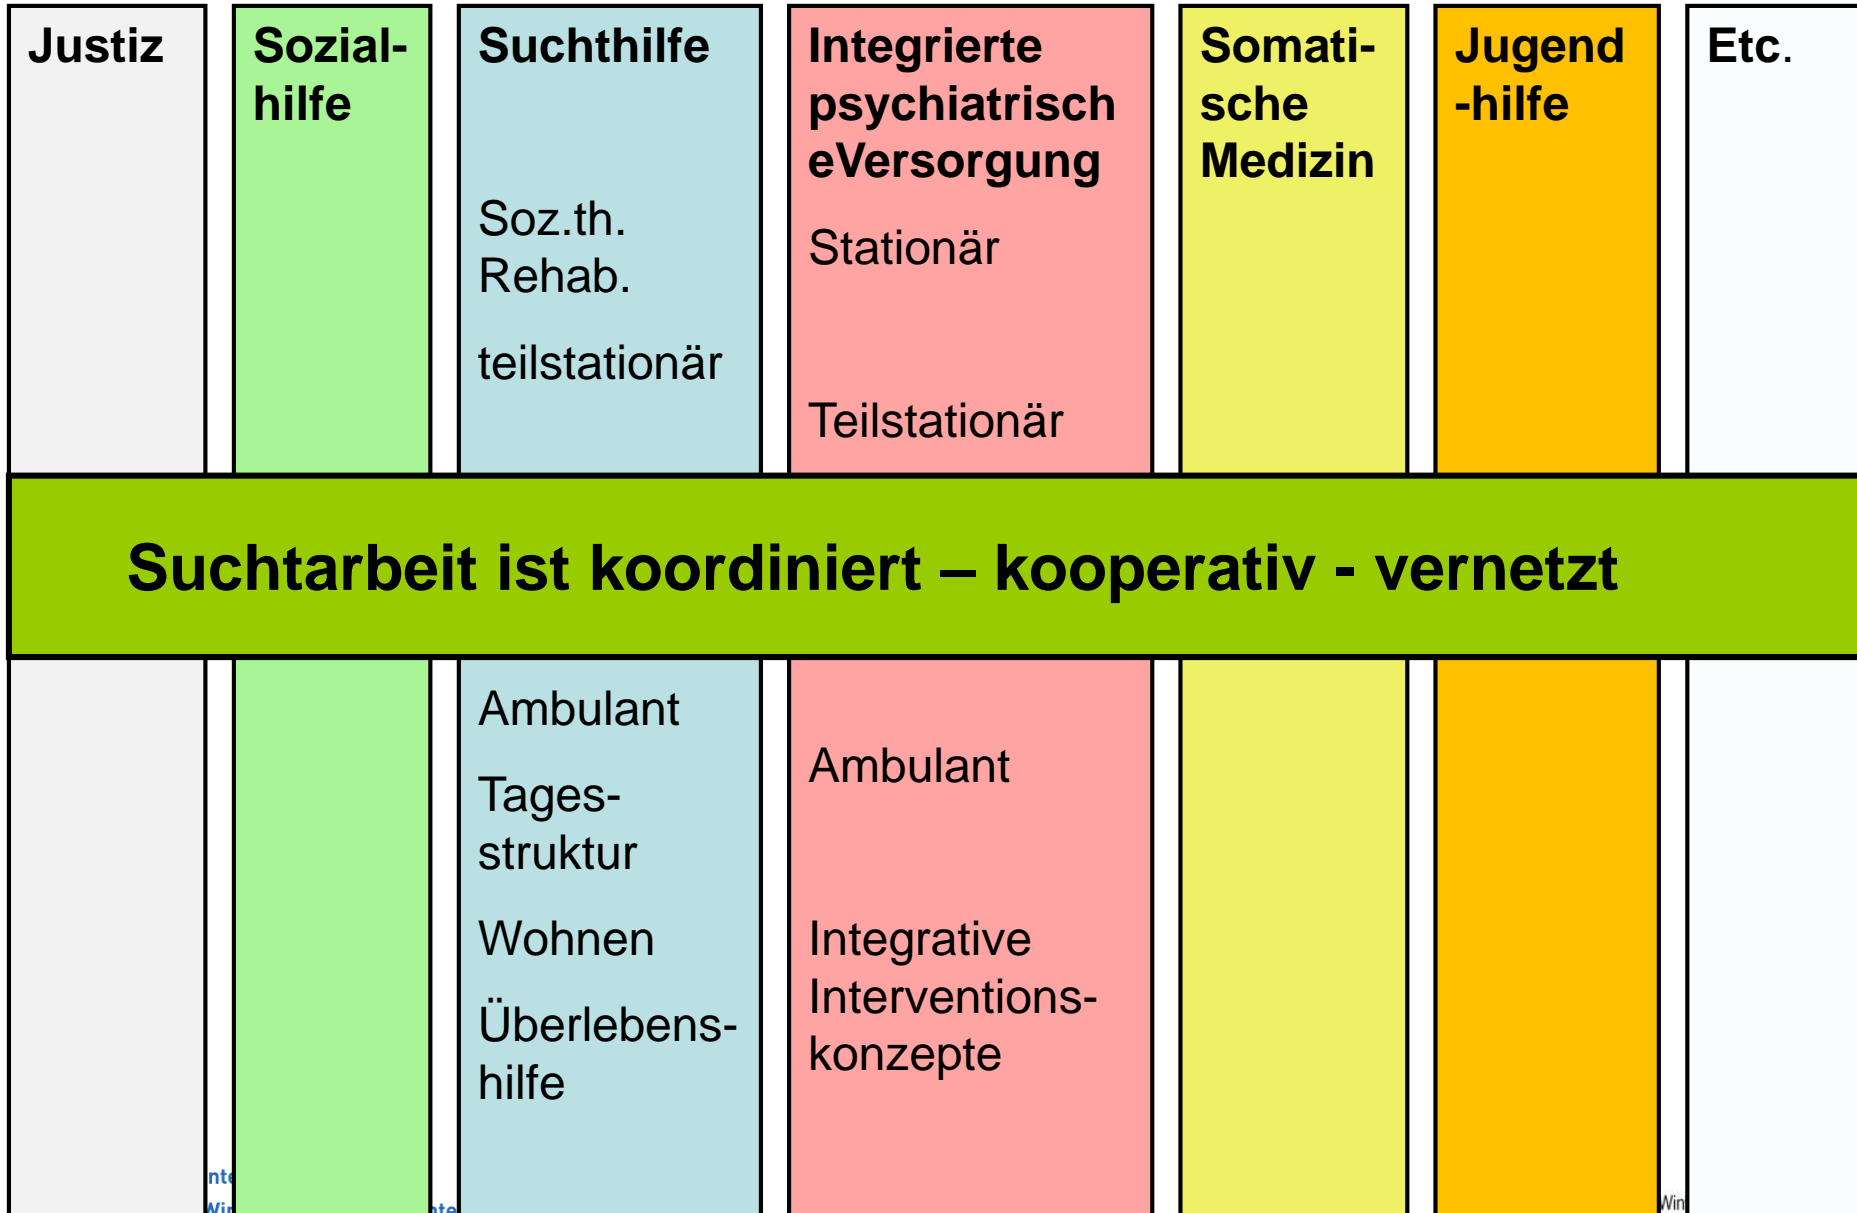 Justiz
Sozial-
hilfe
Suchthilfe
Soz.th.
Rehab.
teilstationär
Integrierte
psychiatrisch
eVersorgung
Stationär
Teilstationär
Somati-
sche
Medizin
Jugend
-hilfe
Etc.
Suchtarbeit ist koordiniert – kooperativ - vernetzt
Ambulant
Tages-
struktur
Wohnen
Überlebens-
hilfe
Ambulant
Integrative
Interventions-
konzepte